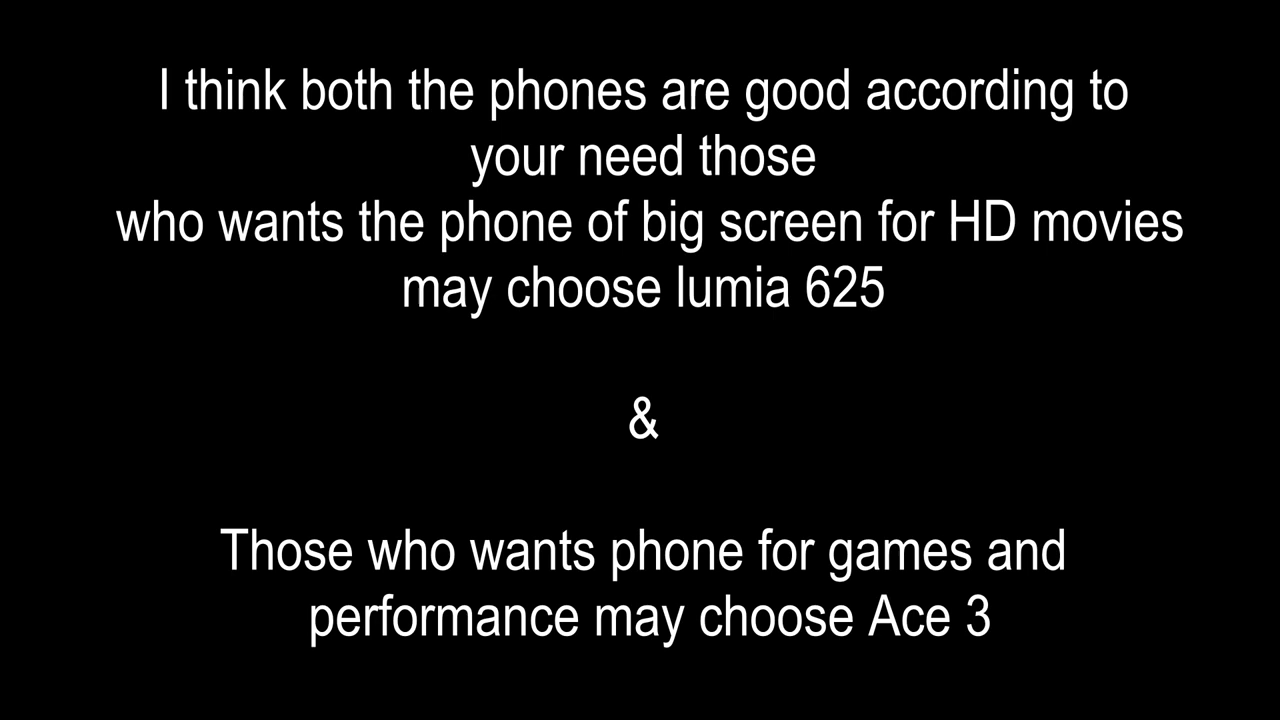 I think both the phones are good according to
your need those
who wants the phone of big screen for HD movies
may choose lumia 625
&
Those who wants phone for games and
performance may choose Ace 3